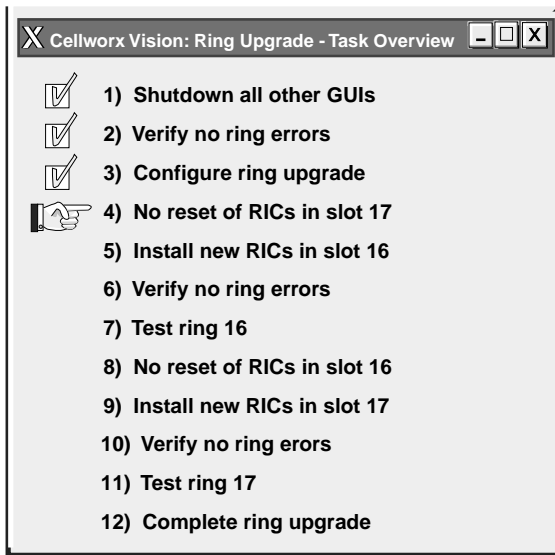 X Cellworx Vision: Ring Upgrade - Task Overview X
1) Shutdown all other GUIs
2) Verify no ring errors
3) Configure ring upgrade
4) No reset of RICs in slot 17
5) Install new RICs in slot 16
6) Verify no ring errors
7) Test ring 16
8) No reset of RICs in slot 16
9) Install new RICs in slot 17
10) Verify no ring erors
11) Test ring 17
12) Complete ring upgrade